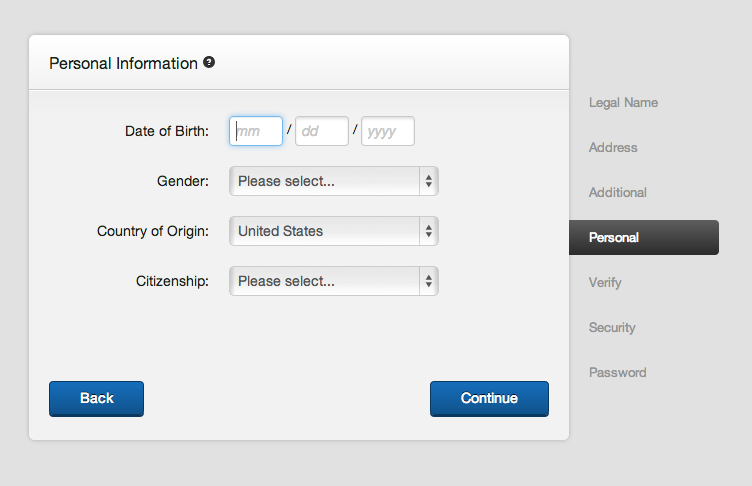 Personal Information ?
Date of Birth: mm / dd / yyyy
Gender: Please select...
Country of Origin: United States
Citizenship: Please select...
Back Continue
Legal Name
Address
Additional
Personal
Verify
Security
Password